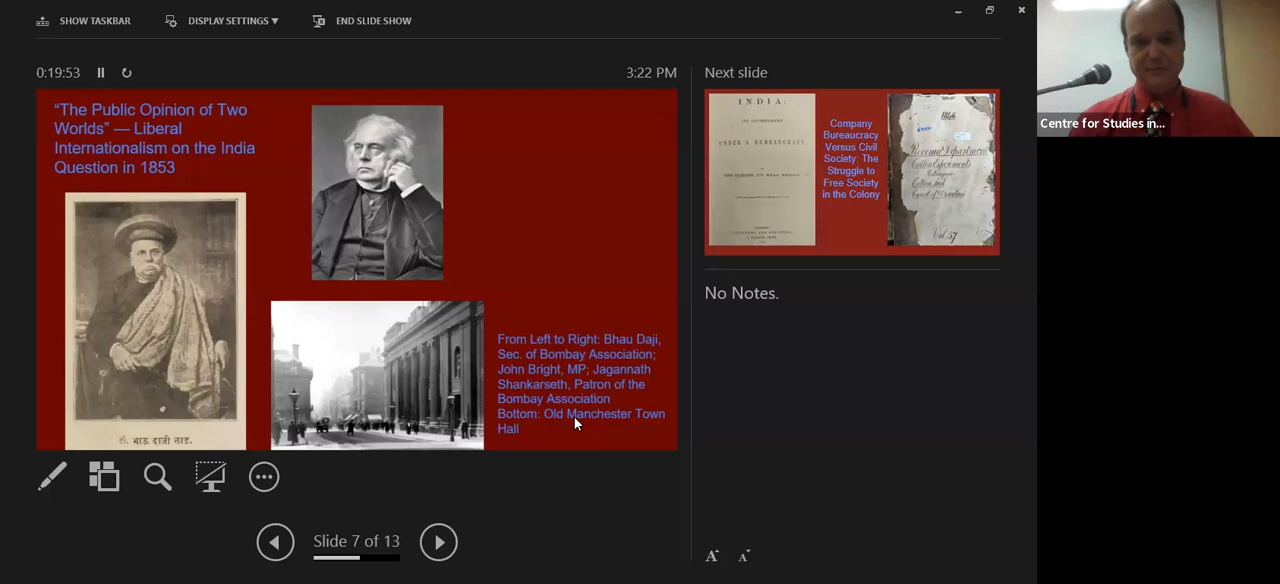 SHOW TASKBAR
DISPLAY SETTINGS ▼
END SLIDE SHOW
0:19:53
3:22 PM
“The Public Opinion of Two
Worlds” — Liberal
Internationalism on the India
Question in 1853
डॉ. भाऊ दाजी लाड.
From Left to Right: Bhau Daji,
Sec. of Bombay Association;
John Bright, MP; Jagannath
Shankarseth, Patron of the
Bombay Association
Bottom: Old Manchester Town
Hall
Slide 7 of 13
Next slide
INDIA:
ITS GOVERNMENT
UNDER A BUREAUCRACY.
Company
Bureaucracy
Versus Civil
Society: The
Struggle to
Free Society
in the Colony
Revenue Department
Vol. 57
No Notes.
A
A
Centre for Studies in...